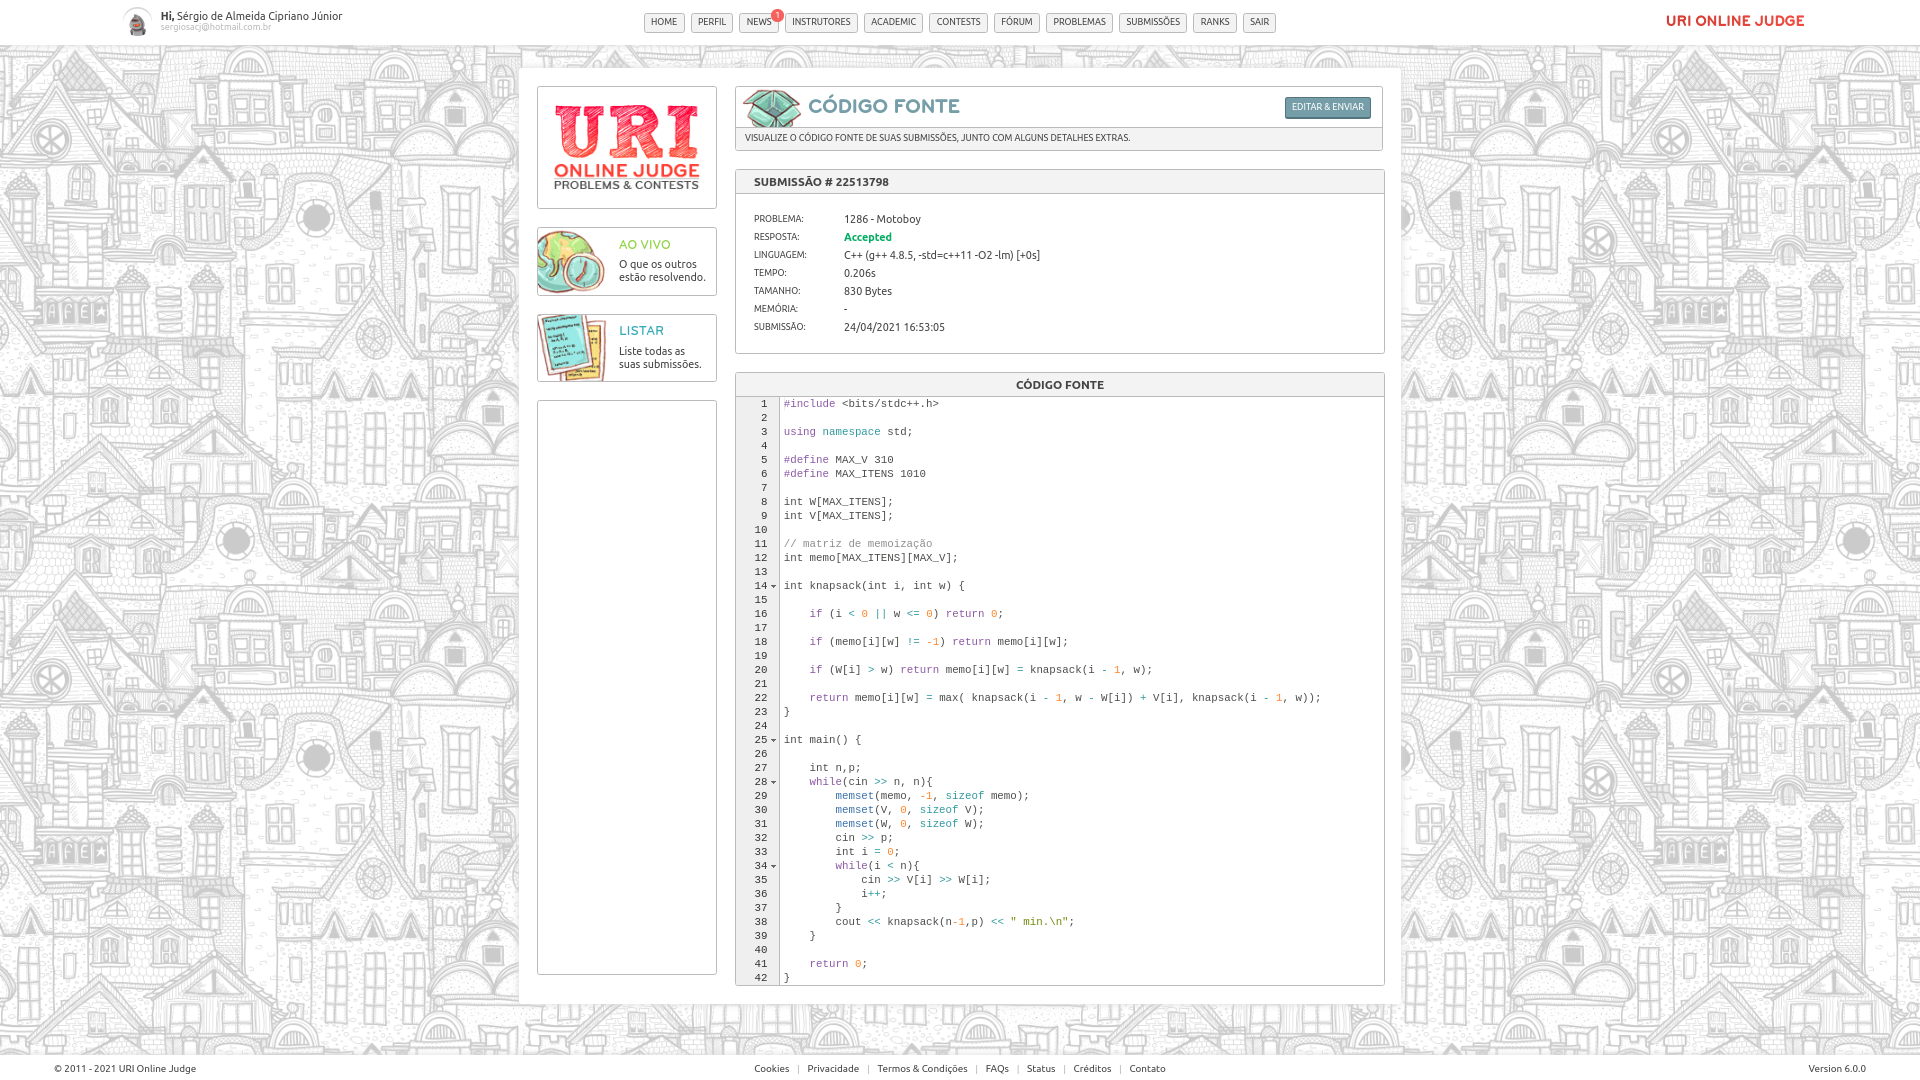 Hi, Sérgio de Almeida Cipriano Júnior
sergiosacj@hotmail.com.br
HOME
PERFIL
NEWS
1
INSTRUTORES
ACADEMIC
CONTESTS
FÓRUM
PROBLEMAS
SUBMISSÕES
RANKS
SAIR
URI ONLINE JUDGE
URI
ONLINE JUDGE
PROBLEMS & CONTESTS
AO VIVO
O que os outros
estão resolvendo.
LISTAR
Liste todas as
suas submissões.
CÓDIGO FONTE
EDITAR & ENVIAR
VISUALIZE O CÓDIGO FONTE DE SUAS SUBMISSÕES, JUNTO COM ALGUNS DETALHES EXTRAS.
SUBMISSÃO # 22513798
PROBLEMA: 1286 - Motoboy
RESPOSTA: Accepted
LINGUAGEM: C++ (g++ 4.8.5, -std=c++11 -O2 -lm) [+0s]
TEMPO: 0.206s
TAMANHO: 830 Bytes
MEMÓRIA: -
SUBMISSÃO: 24/04/2021 16:53:05
CÓDIGO FONTE
1 #include <bits/stdc++.h>
2
3 using namespace std;
4
5 #define MAX_V 310
6 #define MAX_ITENS 1010
7
8 int W[MAX_ITENS];
9 int V[MAX_ITENS];
10
11 // matriz de memoização
12 int memo[MAX_ITENS][MAX_V];
13
14 int knapsack(int i, int w) {
15
16     if (i < 0 || w <= 0) return 0;
17
18     if (memo[i][w] != -1) return memo[i][w];
19
20     if (W[i] > w) return memo[i][w] = knapsack(i - 1, w);
21
22     return memo[i][w] = max( knapsack(i - 1, w - W[i]) + V[i], knapsack(i - 1, w));
23 }
24
25 int main() {
26
27     int n,p;
28     while(cin >> n, n){
29         memset(memo, -1, sizeof memo);
30         memset(V, 0, sizeof V);
31         memset(W, 0, sizeof W);
32         cin >> p;
33         int i = 0;
34         while(i < n){
35             cin >> V[i] >> W[i];
36             i++;
37         }
38         cout << knapsack(n-1,p) << " min.\n";
39     }
40
41     return 0;
42 }
© 2011 - 2021 URI Online Judge
Cookies | Privacidade | Termos & Condições | FAQs | Status | Créditos | Contato
Version 6.0.0